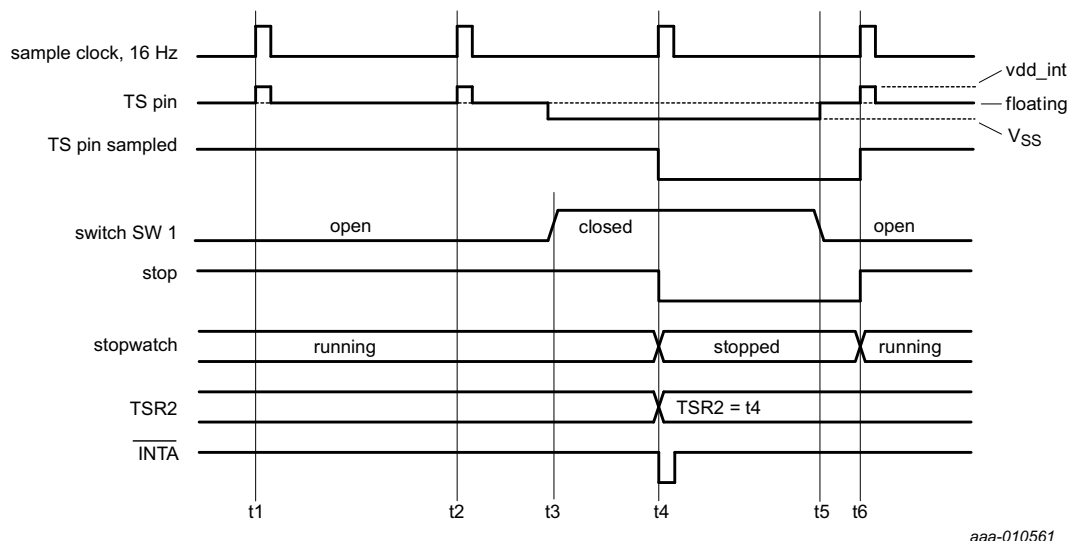 sample clock, 16 Hz
vdd_int
TS pin
floating
VSS
TS pin sampled
switch SW 1
open
closed
open
stop
stopwatch
running
stopped
running
TSR2
TSR2 = t4
INTA
t1 t2 t3 t4 t5 t6
aaa-010561